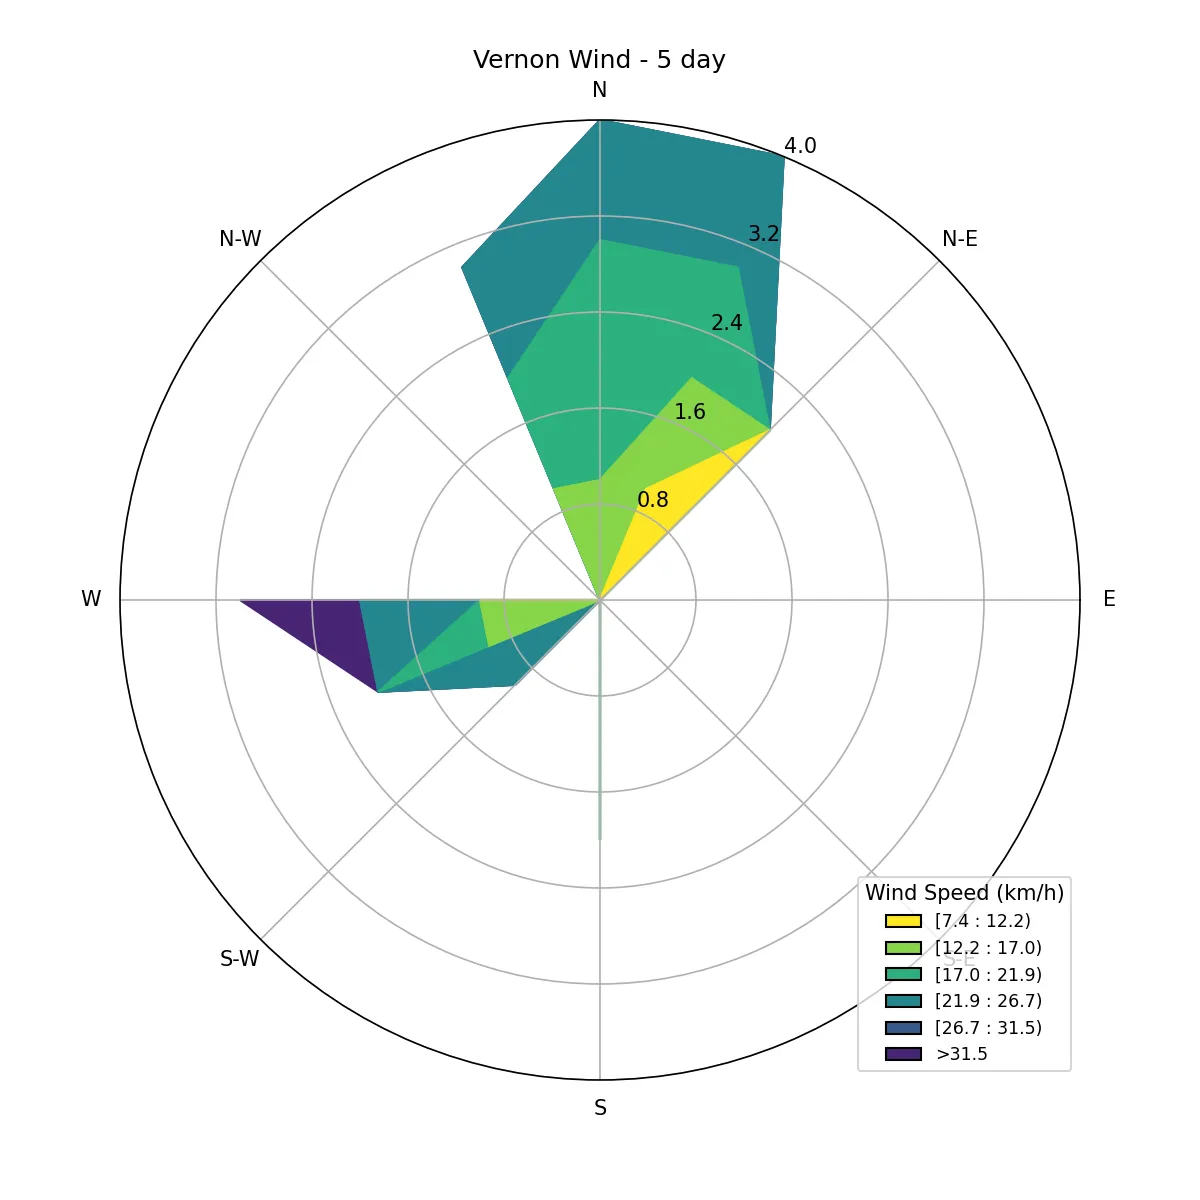 Vernon Wind - 5 day
N
4.0
3.2
N-W
N-E
2.4
1.6
0.8
W
E
Wind Speed (km/h)
[7.4 : 12.2)
[12.2 : 17.0)
S-W
S-E
[17.0 : 21.9)
[21.9 : 26.7)
[26.7 : 31.5)
>31.5
S